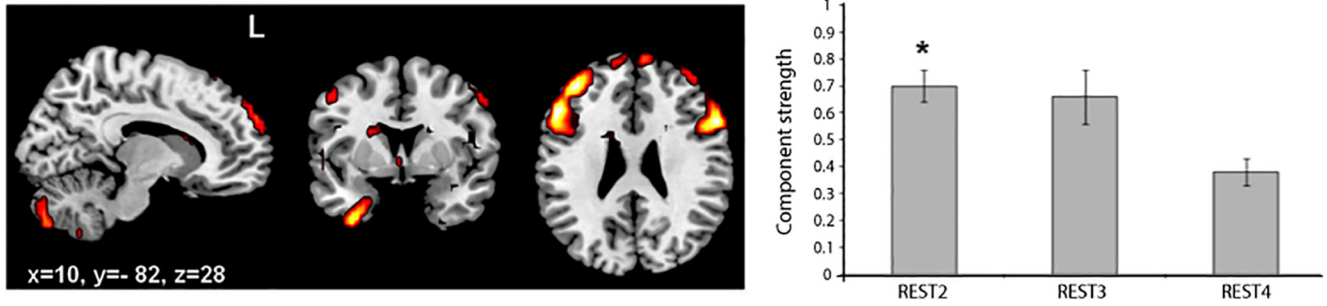 L
x=10, y=- 82, z=28
Component strength
1
0.9
0.8
0.7
0.6
0.5
0.4
0.3
0.2
0.1
0
*
REST2
REST3
REST4